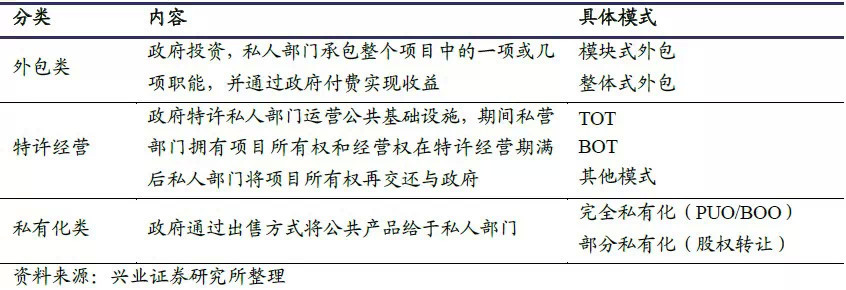 分类 内容 具体模式
外包类 政府投资，私人部门承包整个项目中的一项或几项职能，并通过政府付费实现收益 模块式外包
整体式外包
特许经营 政府特许私人部门运营公共基础设施，期间私营部门拥有项目所有权和经营权在特许经营期满后私人部门将项目所有权再交还与政府 TOT
BOT
其他模式
私有化类 政府通过出售方式将公共产品给于私人部门 完全私有化（PUO/BOO）
部分私有化（股权转让）
资料来源：兴业证券研究所整理